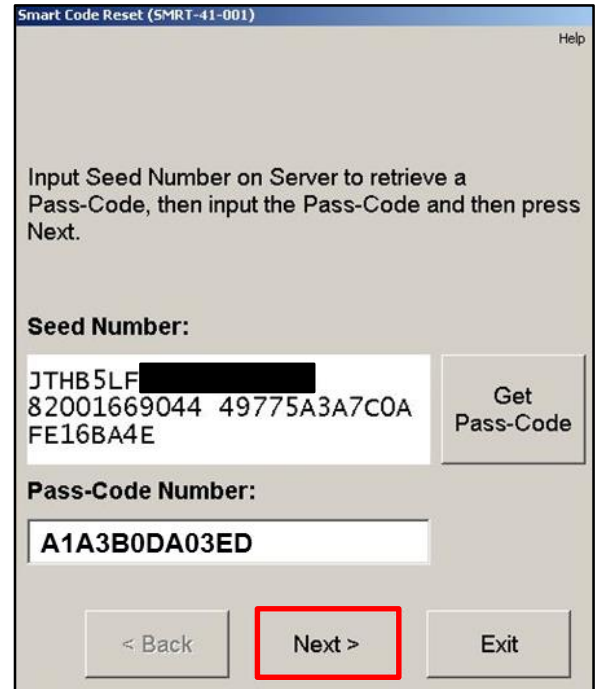 Smart Code Reset (SMRT-41-001)
Help
Input Seed Number on Server to retrieve a
Pass-Code, then input the Pass-Code and then press
Next.
Seed Number:
JTHB5LF
82001669044 49775A3A7C0A
FE16BA4E
Get
Pass-Code
Pass-Code Number:
A1A3B0DA03ED
< Back
Next >
Exit